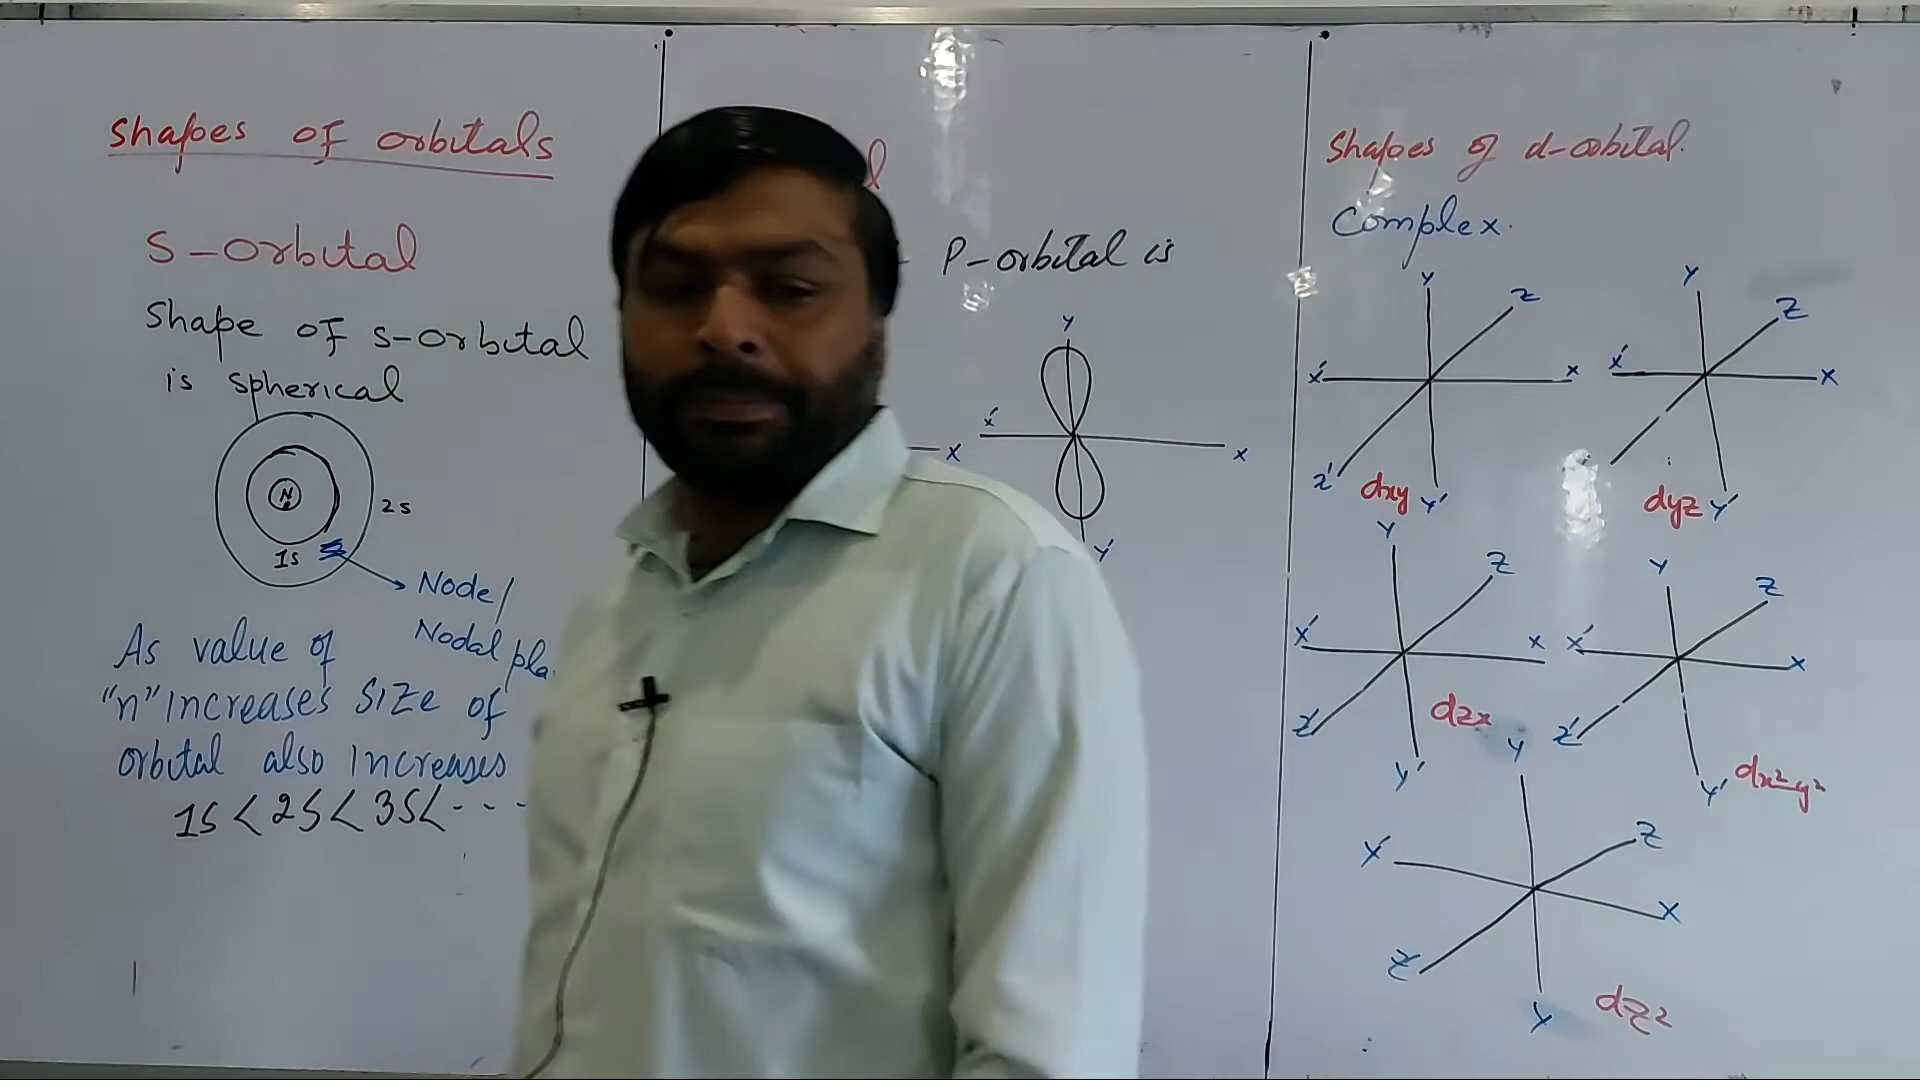 Shapes of orbitals
S-orbital
Shape of s-orbital
is spherical
N
1s
2s
Node/
Nodal pla
As value of
"n" increases size of
orbital also increases
1s < 2s < 3s < ---
l
P-orbital is
X
Y
X'
X
Y'
Shapes of d-orbital.
Complex.
Y
Z
X'
X
z'
dxy
Y'
Y
Z
X'
X
dyz
Y'
Y
Z
X'
X
Z'
dzx
Y'
Y
Z
X'
X
Z'
dx²-y²
Y'
Y
X'
Z
X
Z'
Y
dz²